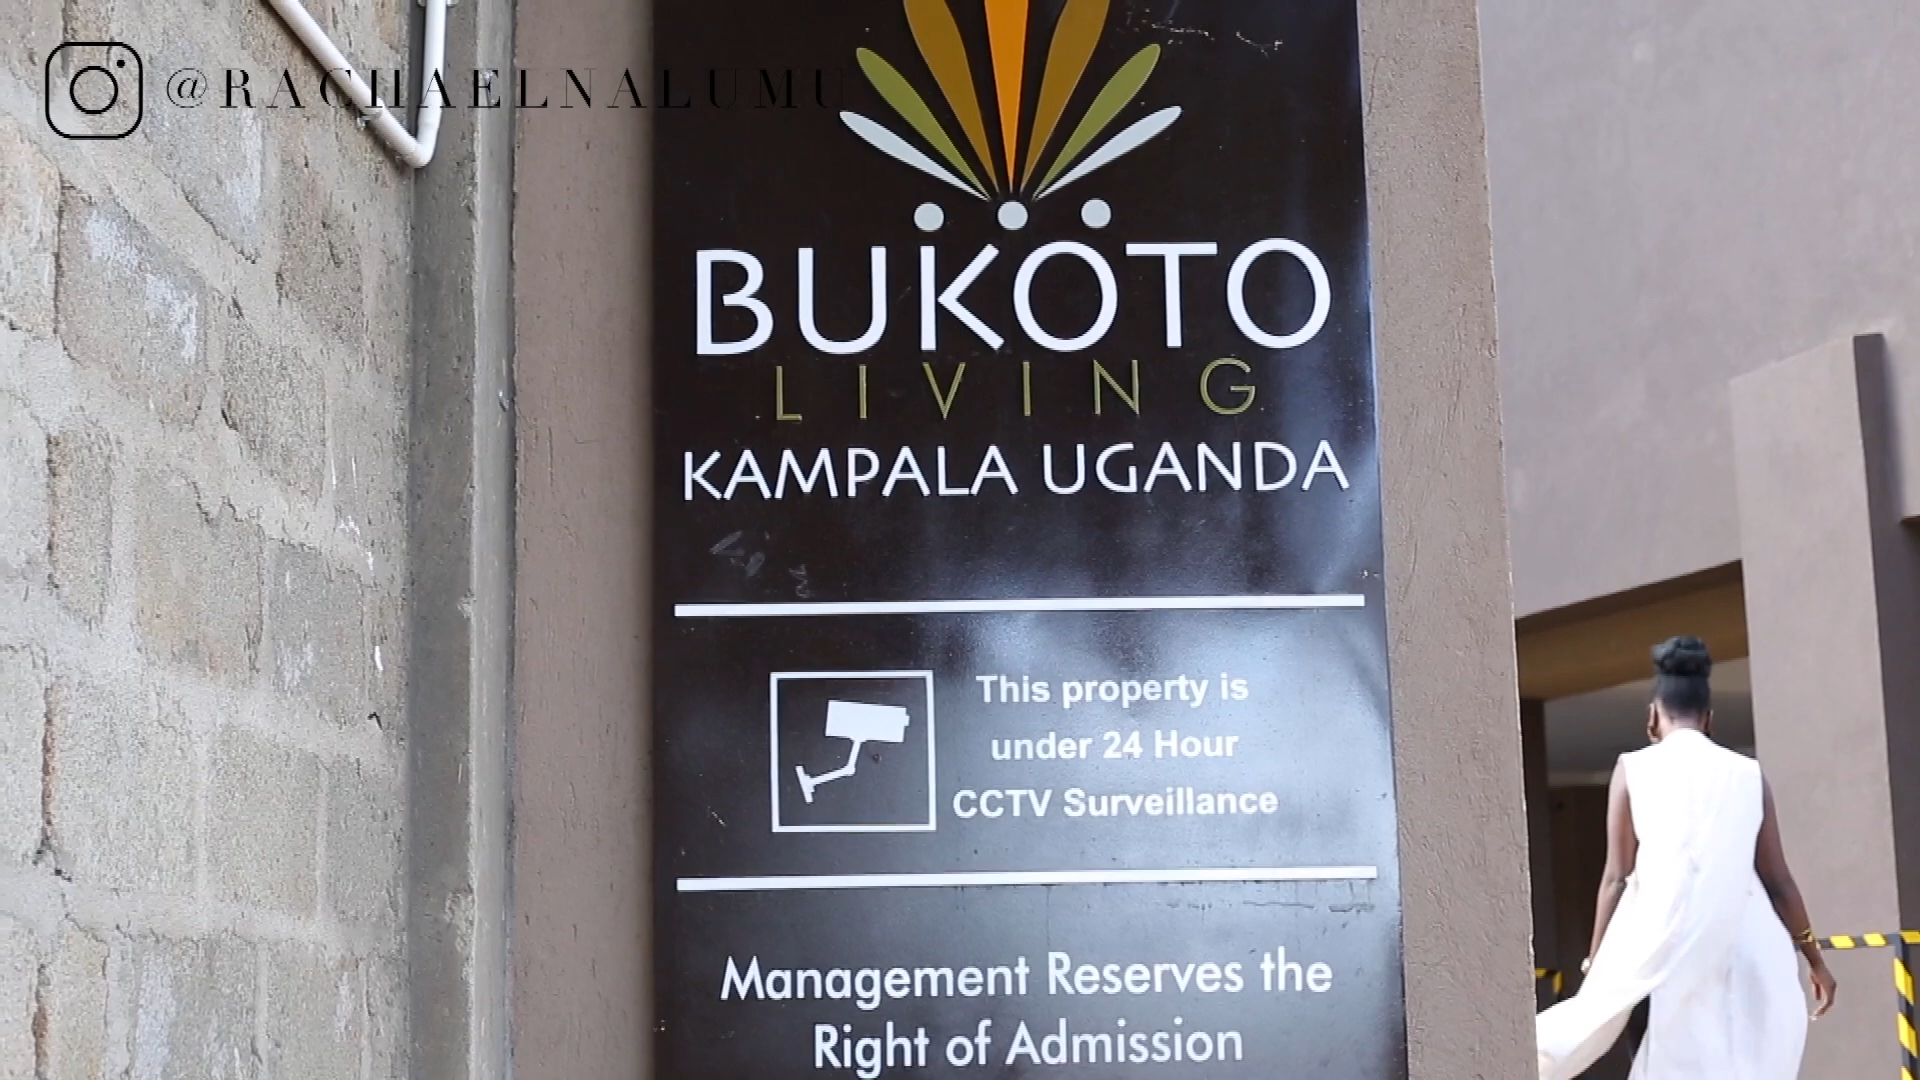 @RACHAELNALUMU
BUKOTO
LIVING
KAMPALA UGANDA
This property is
under 24 Hour
CCTV Surveillance
Management Reserves the
Right of Admission